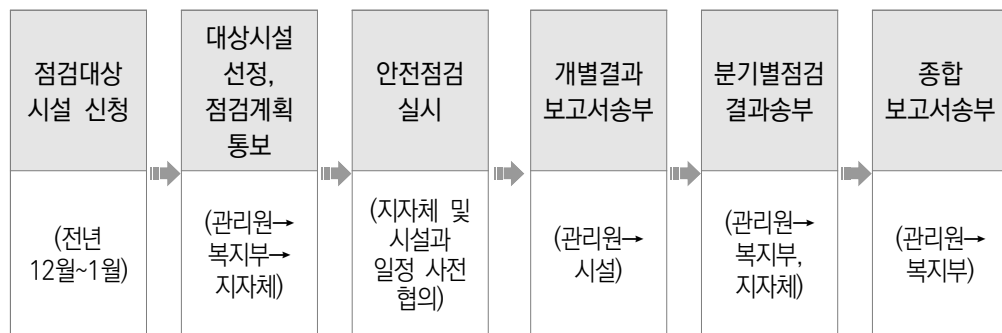 점검대상
시설 신청
대상시설
선정,
점검계획
통보
안전점검
실시
개별결과
보고서송부
분기별점검
결과송부
종합
보고서송부
(전년
12월~1월)
(관리원→
복지부→
지자체)
(지자체 및
시설과
일정 사전
협의)
(관리원→
시설)
(관리원→
복지부,
지자체)
(관리원→
복지부)